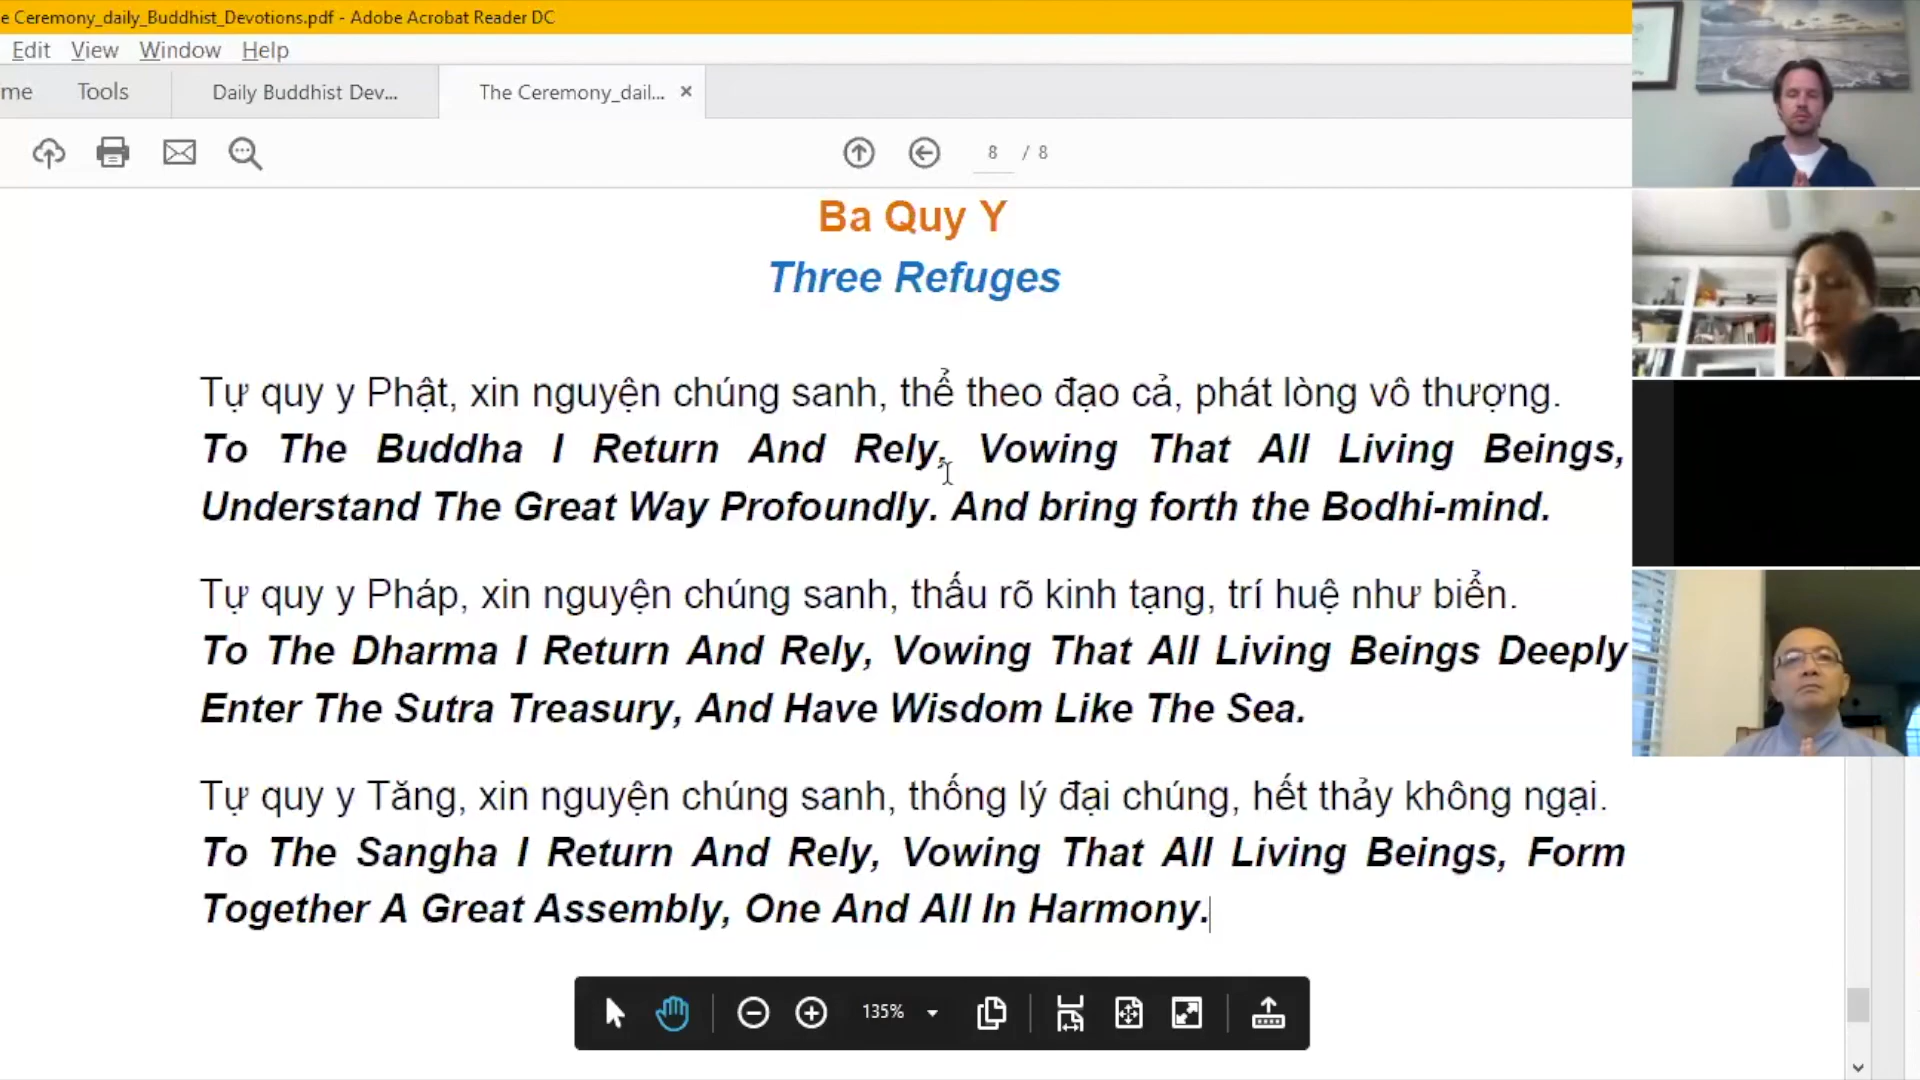 e Ceremony_daily_Buddhist_Devotions.pdf - Adobe Acrobat Reader DC
Edit View Window Help
me Tools Daily Buddhist Dev... The Ceremony_dail... ×
8 / 8
Ba Quy Y
Three Refuges
Tự quy y Phật, xin nguyện chúng sanh, thể theo đạo cả, phát lòng vô thượng.
To The Buddha I Return And Rely, Vowing That All Living Beings,
Understand The Great Way Profoundly. And bring forth the Bodhi-mind.
Tự quy y Pháp, xin nguyện chúng sanh, thấu rõ kinh tạng, trí huệ như biển.
To The Dharma I Return And Rely, Vowing That All Living Beings Deeply
Enter The Sutra Treasury, And Have Wisdom Like The Sea.
Tự quy y Tăng, xin nguyện chúng sanh, thống lý đại chúng, hết thảy không ngại.
To The Sangha I Return And Rely, Vowing That All Living Beings, Form
Together A Great Assembly, One And All In Harmony.
135%